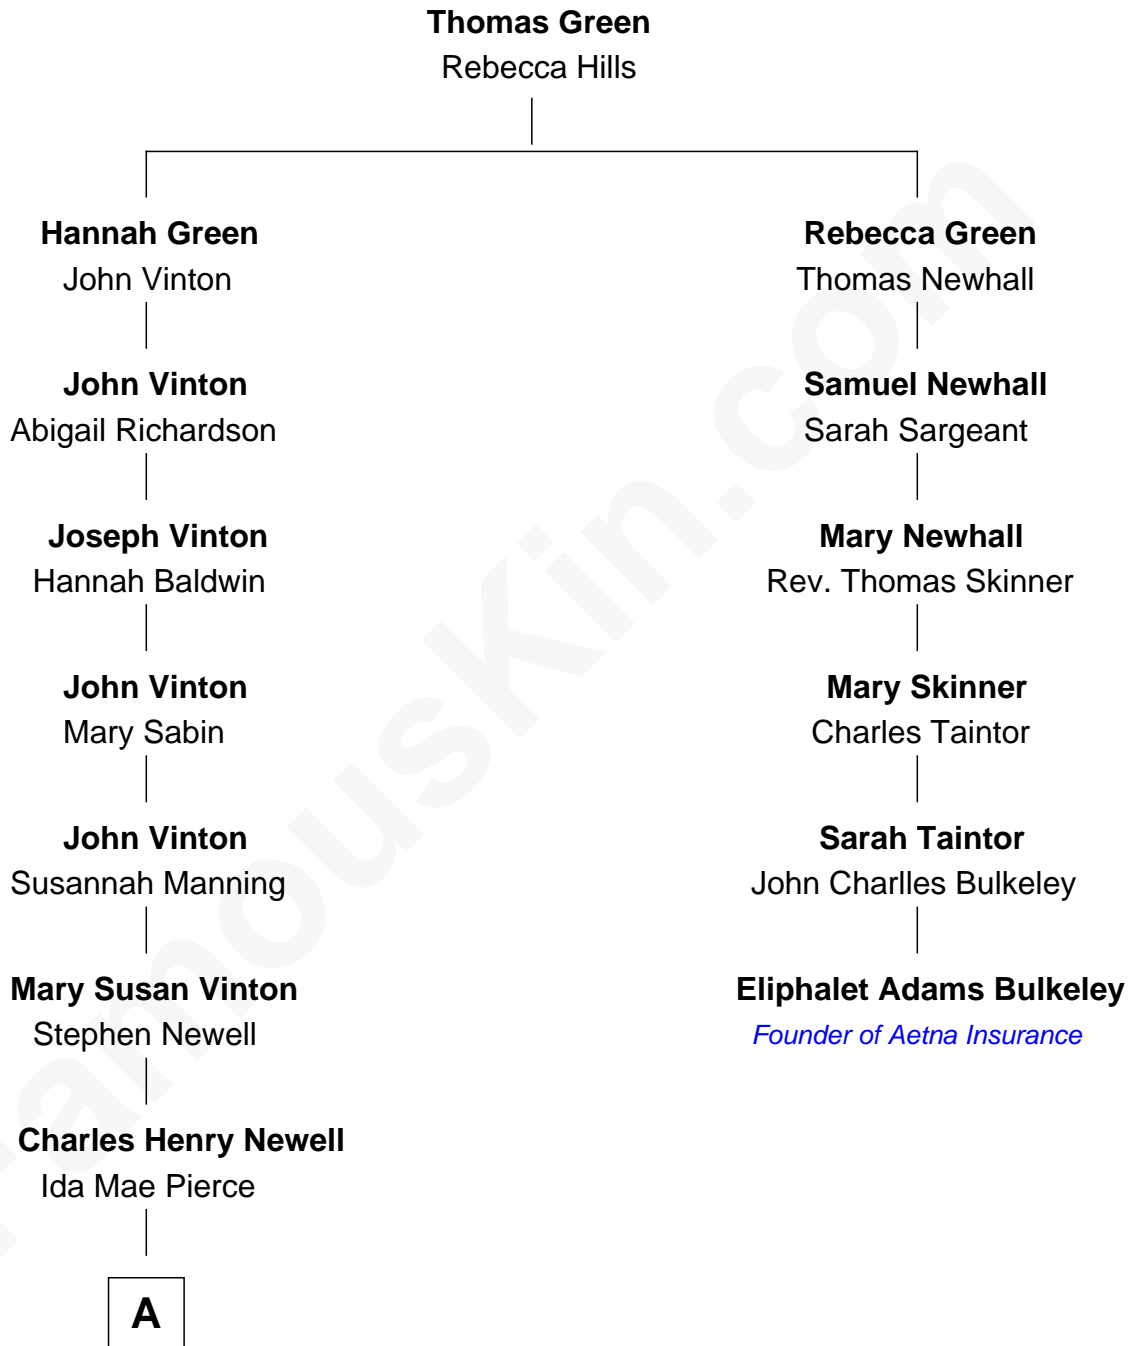 Thomas Green
Rebecca Hills
Hannah Green
John Vinton
John Vinton
Abigail Richardson
Joseph Vinton
Hannah Baldwin
John Vinton
Mary Sabin
John Vinton
Susannah Manning
Mary Susan Vinton
Stephen Newell
Charles Henry Newell
Ida Mae Pierce
A
Rebecca Green
Thomas Newhall
Samuel Newhall
Sarah Sargeant
Mary Newhall
Rev. Thomas Skinner
Mary Skinner
Charles Taintor
Sarah Taintor
John Charlles Bulkeley
Eliphalet Adams Bulkeley
Founder of Aetna Insurance
FamousKin.com